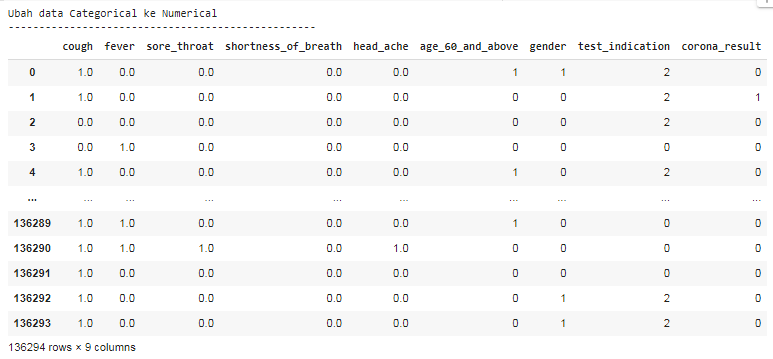 Ubah data Categorical ke Numerical
--------------------------------------------------
cough fever sore_throat shortness_of_breath head_ache age_60_and_above gender test_indication corona_result
0 1.0 0.0 0.0 0.0 0.0 1 1 2 0
1 1.0 0.0 0.0 0.0 0.0 0 0 2 1
2 0.0 0.0 0.0 0.0 0.0 0 0 2 0
3 0.0 1.0 0.0 0.0 0.0 0 0 0 0
4 1.0 0.0 0.0 0.0 0.0 1 0 2 0
... ... ... ... ... ... ... ... ... ...
136289 1.0 1.0 0.0 0.0 0.0 1 0 0 0
136290 1.0 1.0 1.0 0.0 1.0 0 0 0 0
136291 1.0 0.0 0.0 0.0 0.0 0 0 0 0
136292 1.0 0.0 0.0 0.0 0.0 0 1 2 0
136293 1.0 0.0 0.0 0.0 0.0 0 1 2 0
136294 rows × 9 columns